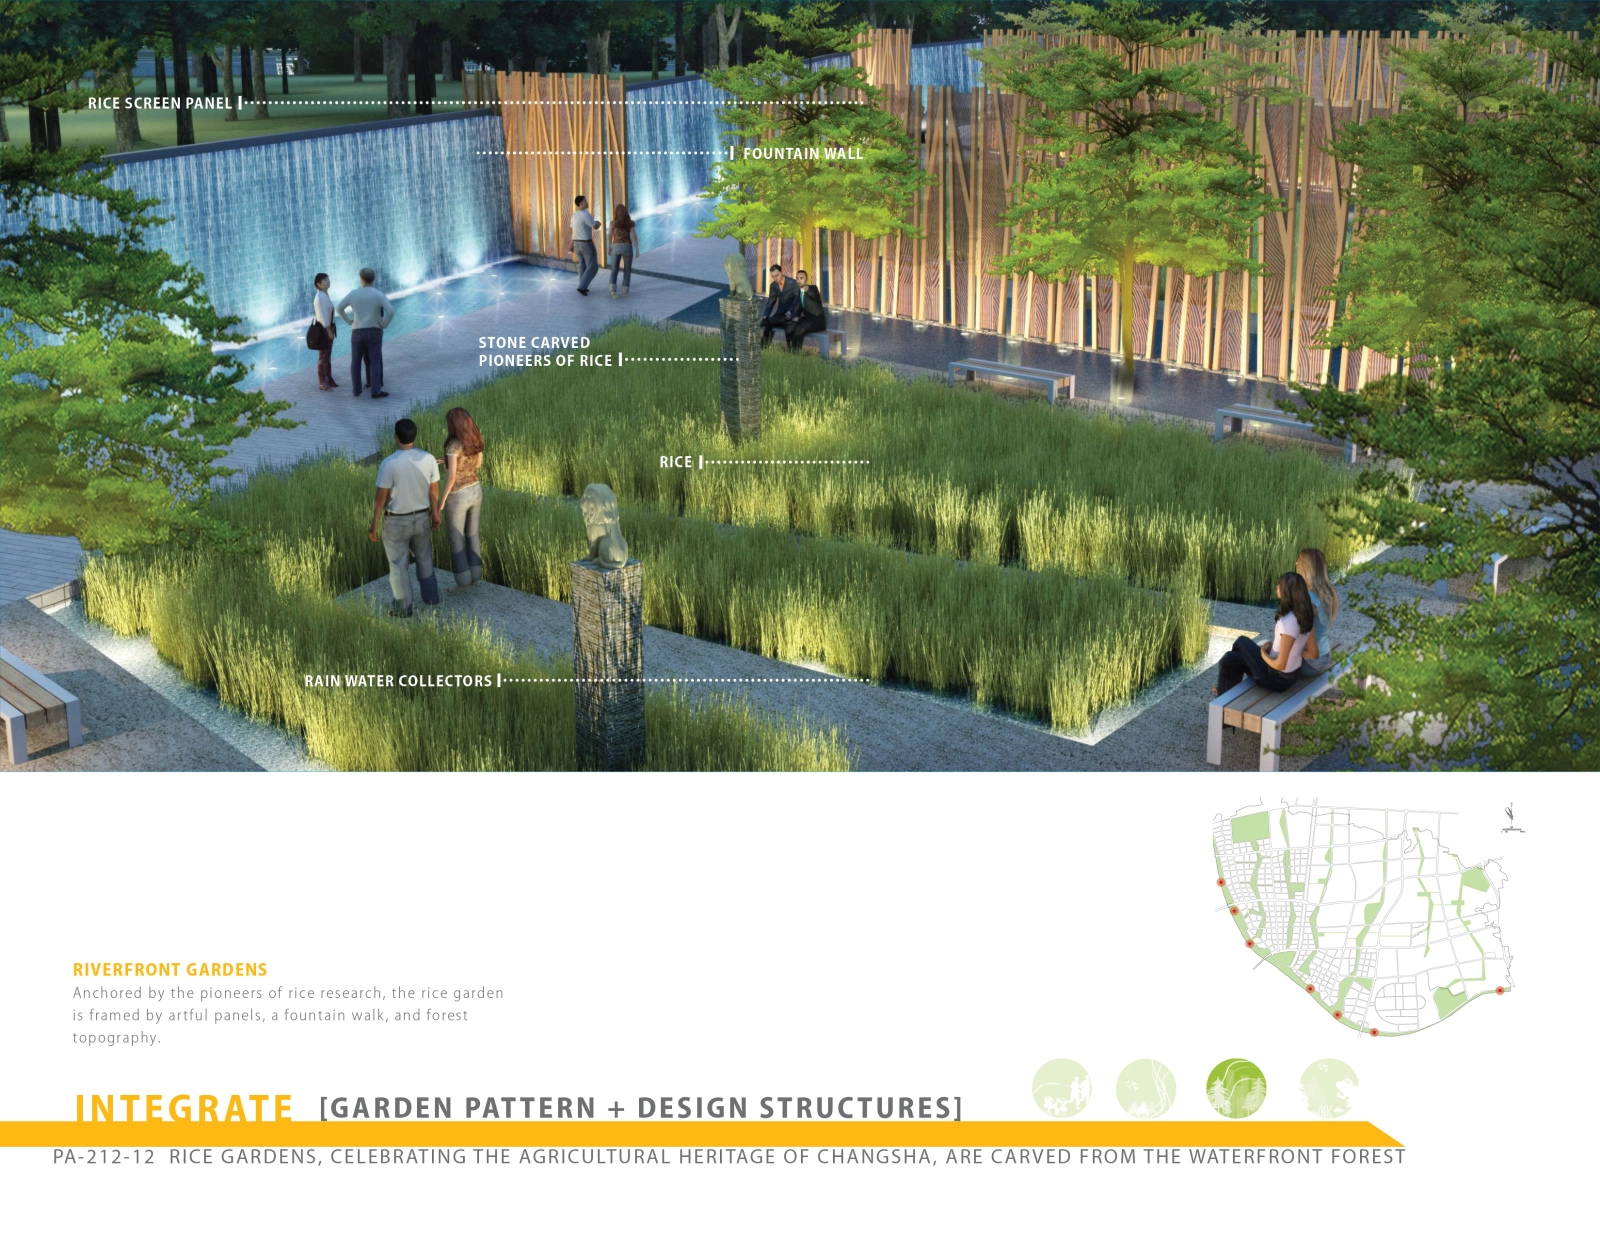 RICE SCREEN PANEL
FOUNTAIN WALL
STONE CARVED
PIONEERS OF RICE
RICE
RAIN WATER COLLECTORS
RIVERFRONT GARDENS
Anchored by the pioneers of rice research, the rice garden
is framed by artful panels, a fountain walk, and forest
topography.
INTEGRATE [GARDEN PATTERN + DESIGN STRUCTURES]
PA-212-12 RICE GARDENS, CELEBRATING THE AGRICULTURAL HERITAGE OF CHANGSHA, ARE CARVED FROM THE WATERFRONT FOREST